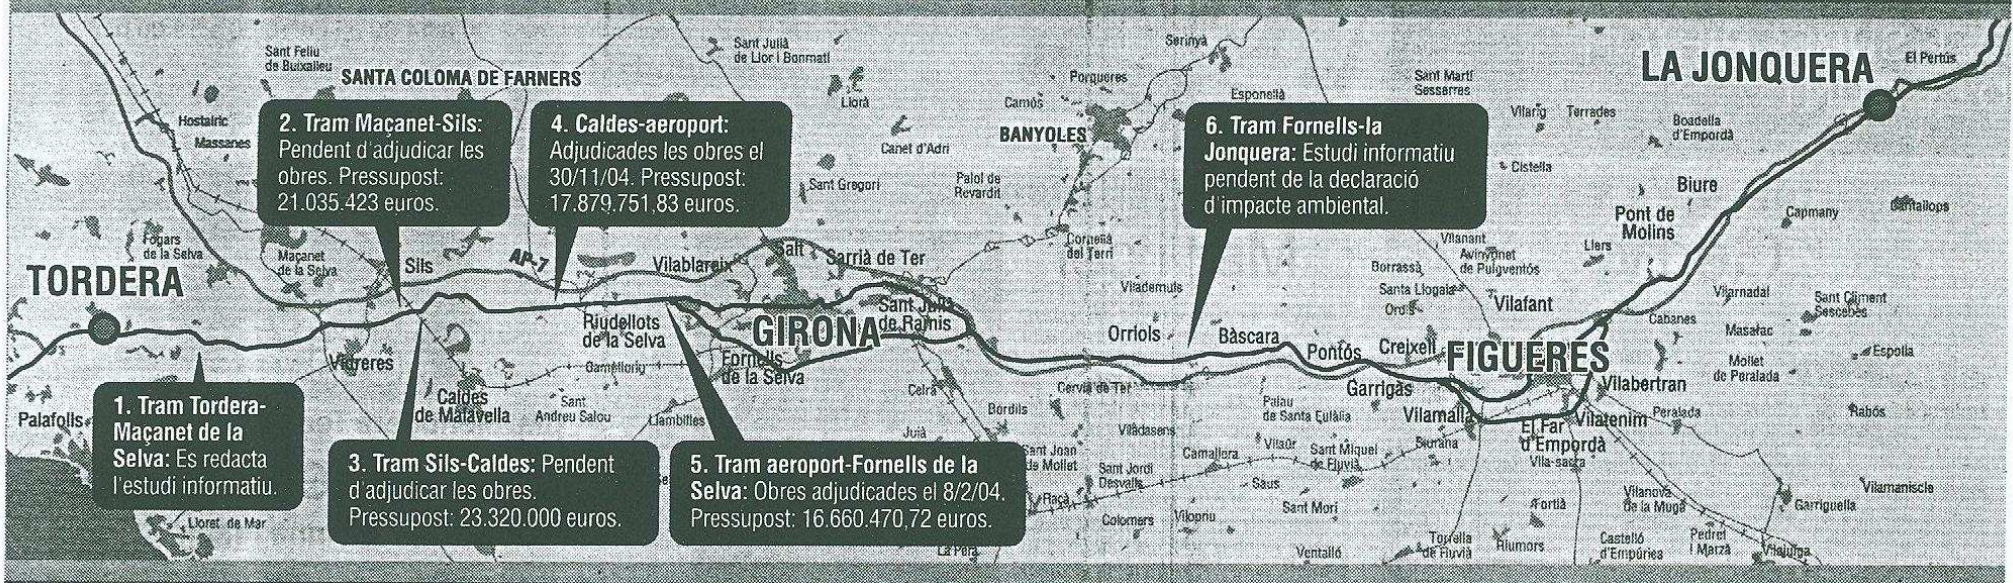 Sant Feliu
de Buixalleu
SANTA COLOMA DE FARNERS
Sant Julià
de Llor i Bonmatí
Llorà
Canet d'Adri
Sant Gregori
Hostalric
Massanes
2. Tram Maçanet-Sils:
Pendent d'adjudicar les
obres. Pressupost:
21.035.423 euros.
4. Caldes-aeroport:
Adjudicades les obres el
30/11/04. Pressupost:
17.879.751,83 euros.
Serinyà
Porqueres
Camós
BANYOLES
Esponellà
Palol de
Revardit
Cornellà
del Terri
6. Tram Fornells-la
Jonquera: Estudi informatiu
pendent de la declaració
d'impacte ambiental.
Sant Martí
Sesserres
Vilarig
Terrades
Cistella
Boadella
d'Empordà
LA JONQUERA
El Pertús
Biure
Pont de
Molins
Capmany
Cantallops
Llers
Vilanant
Avinyonet
de Puigventós
Borrassà
Santa Llogaia
Ordis
Vilafant
Fogars
de la Selva
TORDERA
Maçanet
de la Selva
Sils
AP-7
Vilablareix
Salt
Sarrià de Ter
Sant Julià
de Ramis
GIRONA
Riudellots
de la Selva
Fornells
de la Selva
Vidreres
Caldes
de Malavella
Sant
Andreu Salou
Llambilles
Vilademuls
Orriols
Bàscara
Pontós
Creixell
Garrigàs
FIGUERES
Cabanes
Vilarnadal
Masarac
Mollet
de Peralada
Sant Climent
Sescebes
Espolla
Vilabertran
Vilatenim
Peralada
Rabós
Vilamalla
El Far
d'Empordà
Vila-sacra
Siurana
Celrà
Bordils
Juià
Cervià de Ter
Viladasens
Palau
de Santa Eulàlia
Vilaür
Camallera
Sant Miquel
de Fluvià
Palafolls
1. Tram Tordera-
Maçanet de la
Selva: Es redacta
l'estudi informatiu.
Lloret de Mar
3. Tram Sils-Caldes: Pendent
d'adjudicar les obres.
Pressupost: 23.320.000 euros.
5. Tram aeroport-Fornells de la
Selva: Obres adjudicades el 8/2/04.
Pressupost: 16.660.470,72 euros.
Sant Joan
de Mollet
Sant Jordi
Desvalls
Saus
Sant Mori
Colomers
Vilopriu
La Pera
Ventalló
Torroella
de Fluvià
Riumors
Fortià
Castelló
d'Empúries
Vilanova
de la Muga
Pedret
i Marzà
Garriguella
Vilamaniscle
Vilajuïga